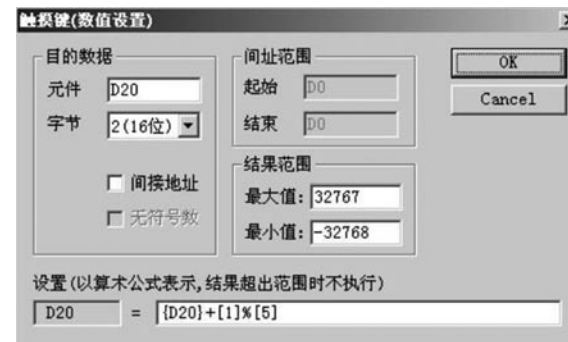 触摸键(数值设置)
目的数据
元件 D20
字节 2(16位)
间接地址
无符号数
间址范围
起始 D0
结束 D0
结果范围
最大值: 32767
最小值: -32768
OK
Cancel
设置(以算术公式表示,结果超出范围时不执行)
D20 = {D20}+[1]%[5]